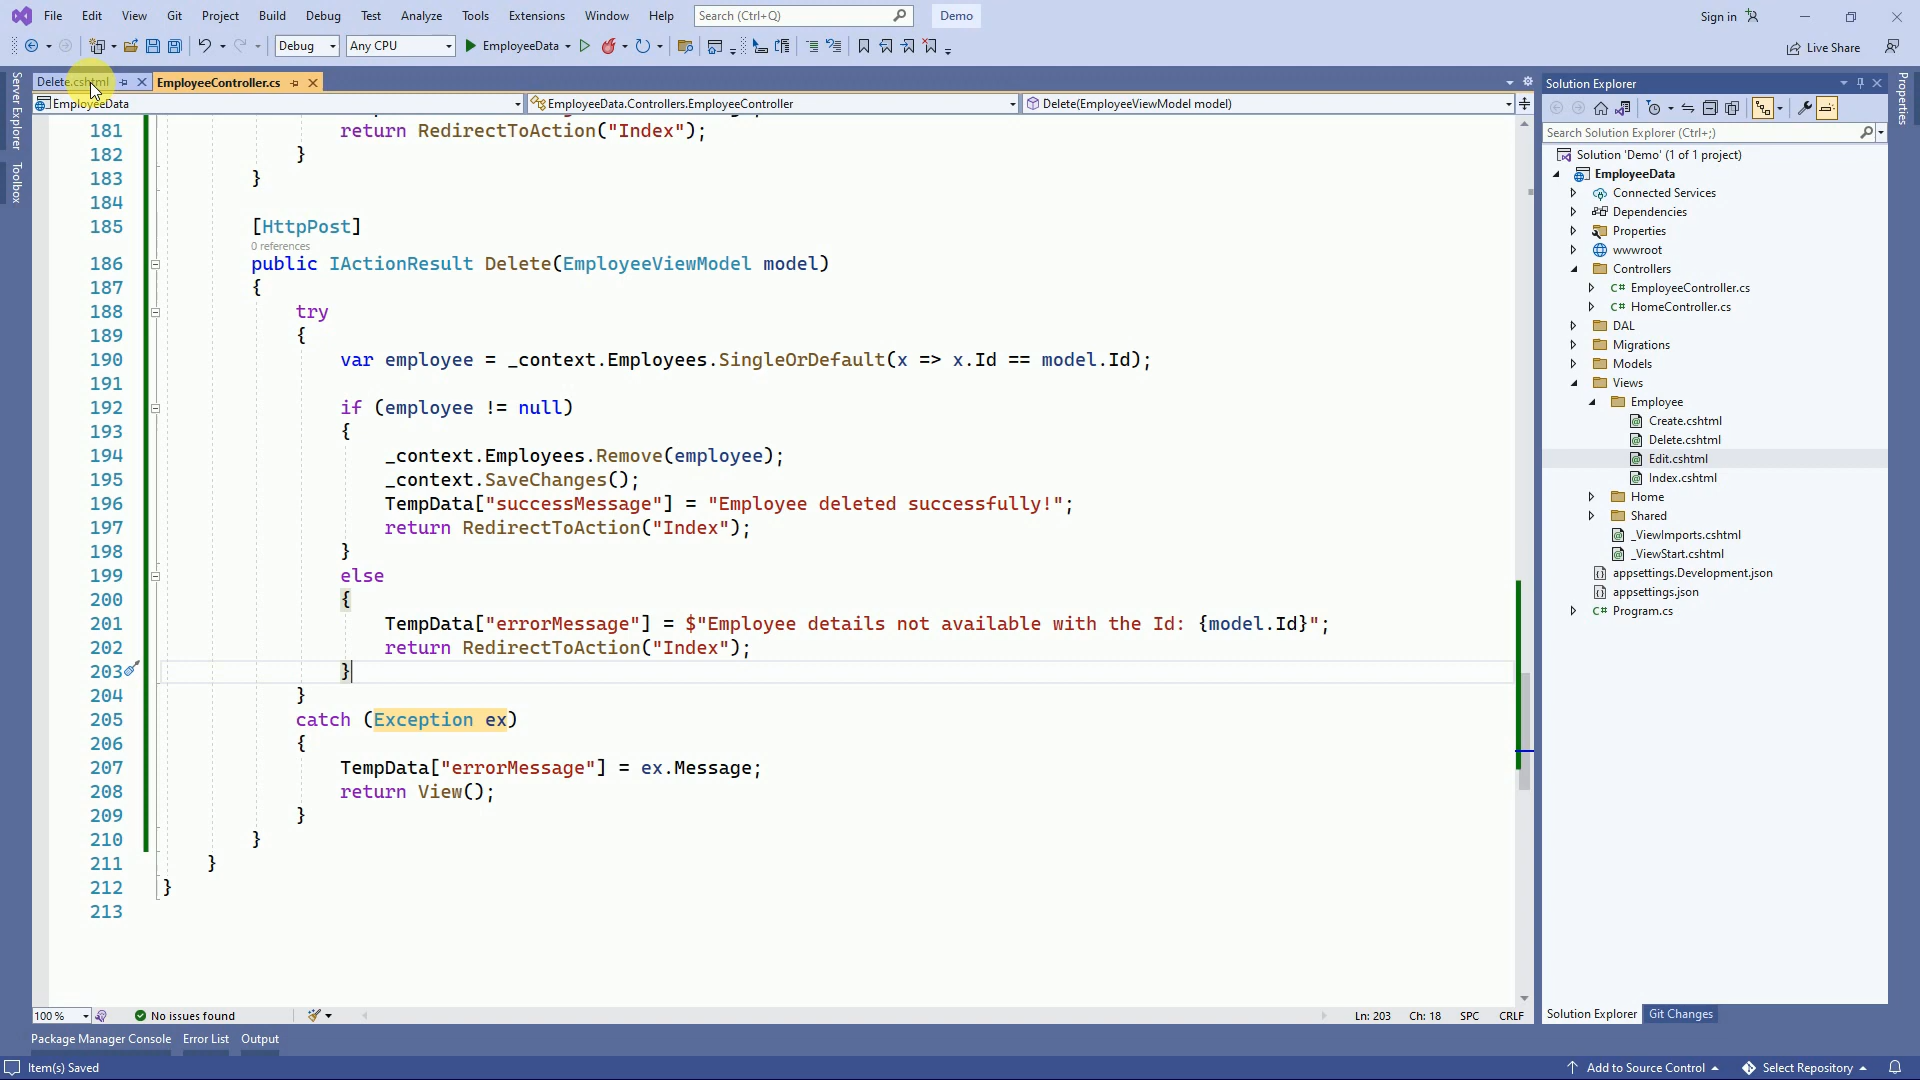 File Edit View Git Project Build Debug Test Analyze Tools Extensions Window Help Search (Ctrl+Q) Demo Sign in
Debug Any CPU EmployeeData Live Share
Server Explorer
Toolbox
Delete.cshtml EmployeeController.cs
EmployeeData EmployeeData.Controllers.EmployeeController Delete(EmployeeViewModel model)
181 return RedirectToAction("Index");
182 }
183 }
184
185 [HttpPost]
0 references
186 public IActionResult Delete(EmployeeViewModel model)
187 {
188 try
189 {
190 var employee = _context.Employees.SingleOrDefault(x => x.Id == model.Id);
191
192 if (employee != null)
193 {
194 _context.Employees.Remove(employee);
195 _context.SaveChanges();
196 TempData["successMessage"] = "Employee deleted successfully!";
197 return RedirectToAction("Index");
198 }
199 else
200 {
201 TempData["errorMessage"] = $"Employee details not available with the Id: {model.Id}";
202 return RedirectToAction("Index");
203 }
204 }
205 catch (Exception ex)
206 {
207 TempData["errorMessage"] = ex.Message;
208 return View();
209 }
210 }
211 }
212 }
213
100 % No issues found Ln: 203 Ch: 18 SPC CRLF
Package Manager Console Error List Output
Item(s) Saved Add to Source Control Select Repository
Solution Explorer
Search Solution Explorer (Ctrl+;)
Solution 'Demo' (1 of 1 project)
EmployeeData
Connected Services
Dependencies
Properties
wwwroot
Controllers
C# EmployeeController.cs
C# HomeController.cs
DAL
Migrations
Models
Views
Employee
Create.cshtml
Delete.cshtml
Edit.cshtml
Index.cshtml
Home
Shared
_ViewImports.cshtml
_ViewStart.cshtml
appsettings.Development.json
appsettings.json
C# Program.cs
Solution Explorer Git Changes
Properties